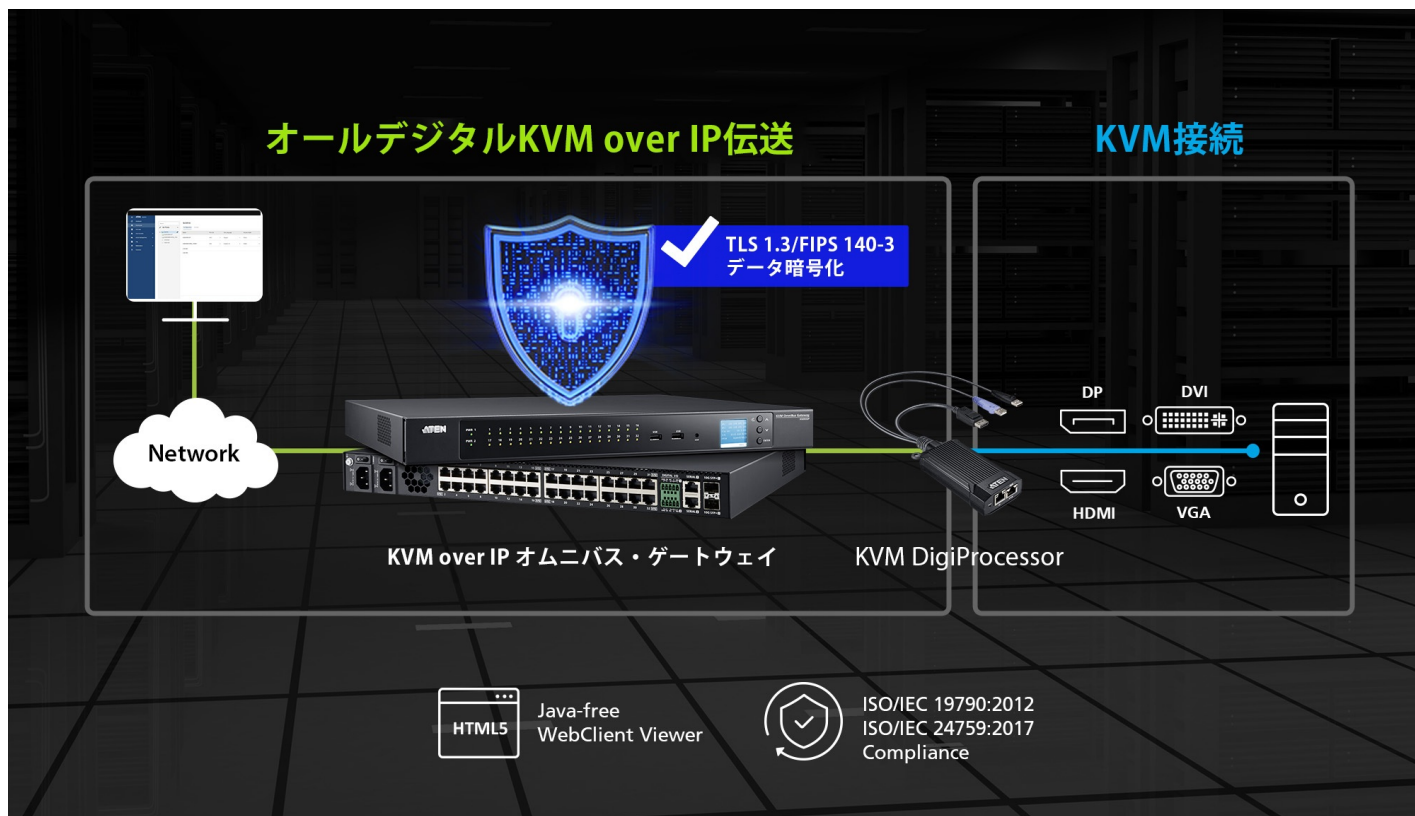 オールデジタルKVM over IP伝送
KVM接続
TLS 1.3/FIPS 140-3
データ暗号化
Network
ATEN
ATEN
DP
DVI
HDMI
VGA
KVM over IP オムニバス・ゲートウェイ
KVM DigiProcessor
HTML5
Java-free
WebClient Viewer
ISO/IEC 19790:2012
ISO/IEC 24759:2017
Compliance